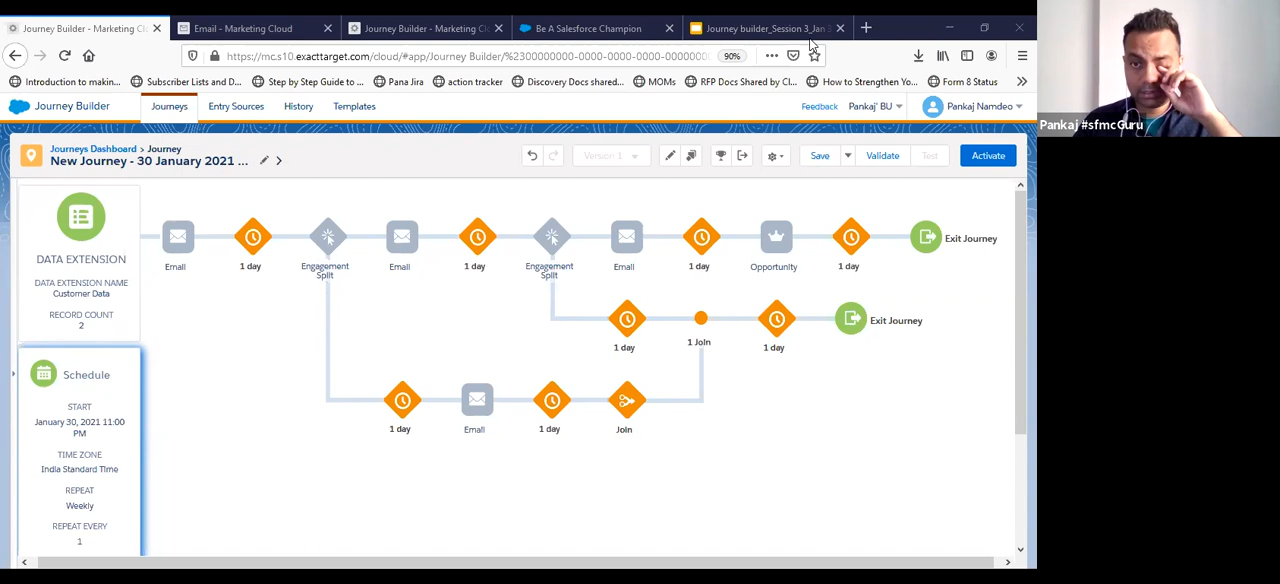 Journey Builder - Marketing Cl
Email - Marketing Cloud
Journey Builder - Marketing Cl
Be A Salesforce Champion
Journey builder_Session 3_Jan 3
https://mc.s10.exacttarget.com/cloud/#app/Journey Builder/%2300000000-0000-0000-0000-00000000
90%
Introduction to makin...
Subscriber Lists and D...
Step by Step Guide to ...
Pana Jira
action tracker
Discovery Docs shared...
MOMs
RFP Docs Shared by Cl...
How to Strengthen Yo...
Form 8 Status
Journey Builder
Journeys
Entry Sources
History
Templates
Feedback
Pankaj' BU
Pankaj Namdeo
Pankaj #sfmcGuru
Journeys Dashboard > Journey
New Journey - 30 January 2021 ...
Version 1
Save
Validate
Test
Activate
DATA EXTENSION
DATA EXTENSION NAME
Customer Data
RECORD COUNT
2
Email
1 day
Engagement
Split
Email
1 day
Engagement
Split
Email
1 day
Opportunity
1 day
Exit Journey
1 day
1 Join
1 day
Exit Journey
1 day
Email
1 day
Join
Schedule
START
January 30, 2021 11:00
PM
TIME ZONE
India Standard Time
REPEAT
Weekly
REPEAT EVERY
1